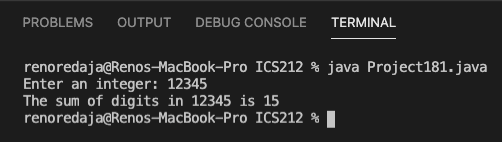 PROBLEMS OUTPUT DEBUG CONSOLE TERMINAL
renoredaja@Renos-MacBook-Pro ICS212 % java Project181.java
Enter an integer: 12345
The sum of digits in 12345 is 15
renoredaja@Renos-MacBook-Pro ICS212 %